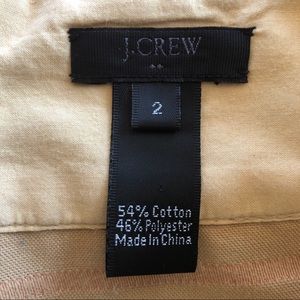 J.CREW
2
54% Cotton
46% Polyester
Made in China